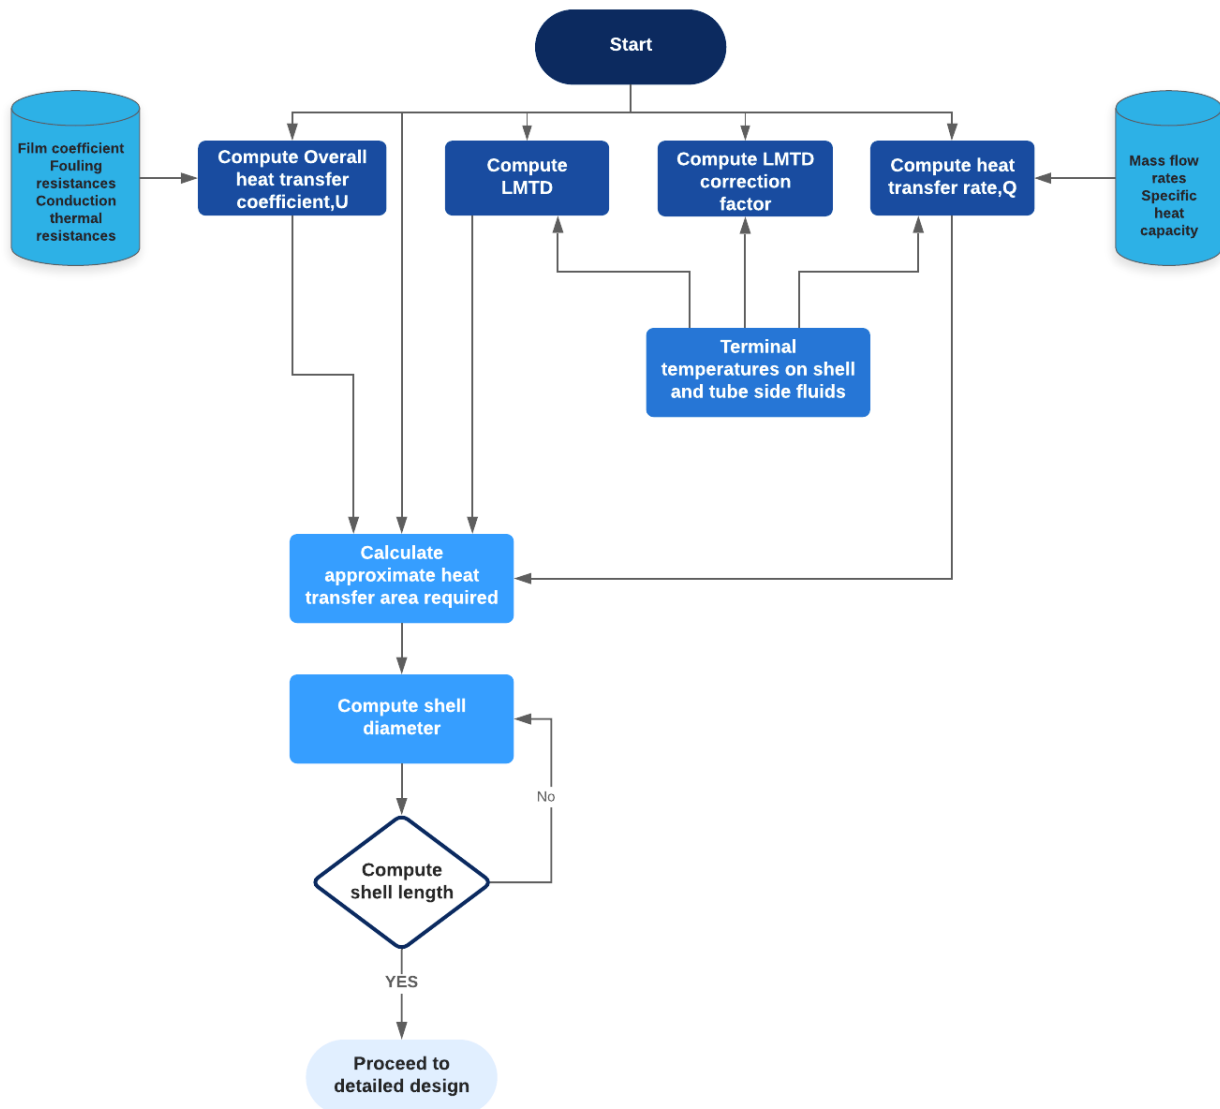 Start
Film coefficient
Fouling
resistances
Conduction
thermal
resistances
Compute Overall
heat transfer
coefficient,U
Compute
LMTD
Compute LMTD
correction
factor
Compute heat
transfer rate,Q
Mass flow
rates
Specific
heat
capacity
Terminal
temperatures on shell
and tube side fluids
Calculate
approximate heat
transfer area required
Compute shell
diameter
No
Compute
shell length
YES
Proceed to
detailed design